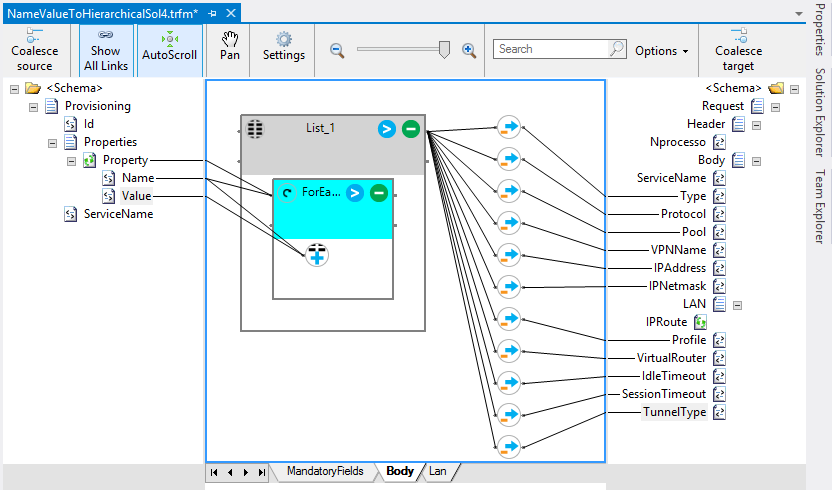 NameValueToHierarchicalSol4.trfm*
Coalesce
source
Show
All Links
AutoScroll
Pan
Settings
Search
Options
Coalesce
target
Properties
Solution Explorer
Team Explorer
<Schema>
Provisioning
Id
Properties
Property
Name
Value
ServiceName
List_1
ForEa...
<Schema>
Request
Header
Nprocesso
Body
ServiceName
Type
Protocol
Pool
VPNName
IPAddress
IPNetmask
LAN
IPRoute
Profile
VirtualRouter
IdleTimeout
SessionTimeout
TunnelType
MandatoryFields
Body
Lan